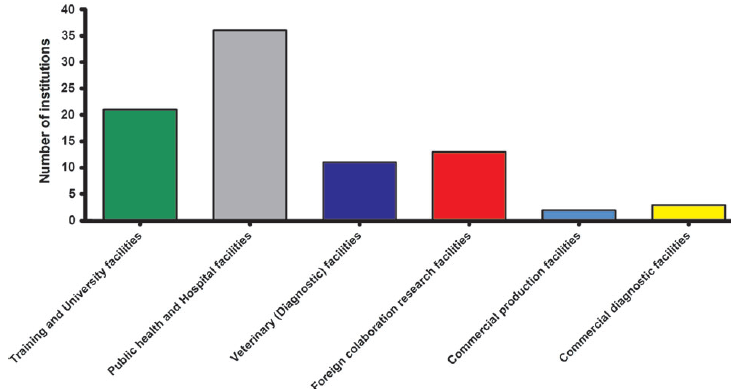 Number of institutions
40
35
30
25
20
15
10
5
0
Training and University facilities
Public health and Hospital facilities
Veterinary (Diagnostic) facilities
Foreign colaboration research facilities
Commercial production facilities
Commercial diagnostic facilities